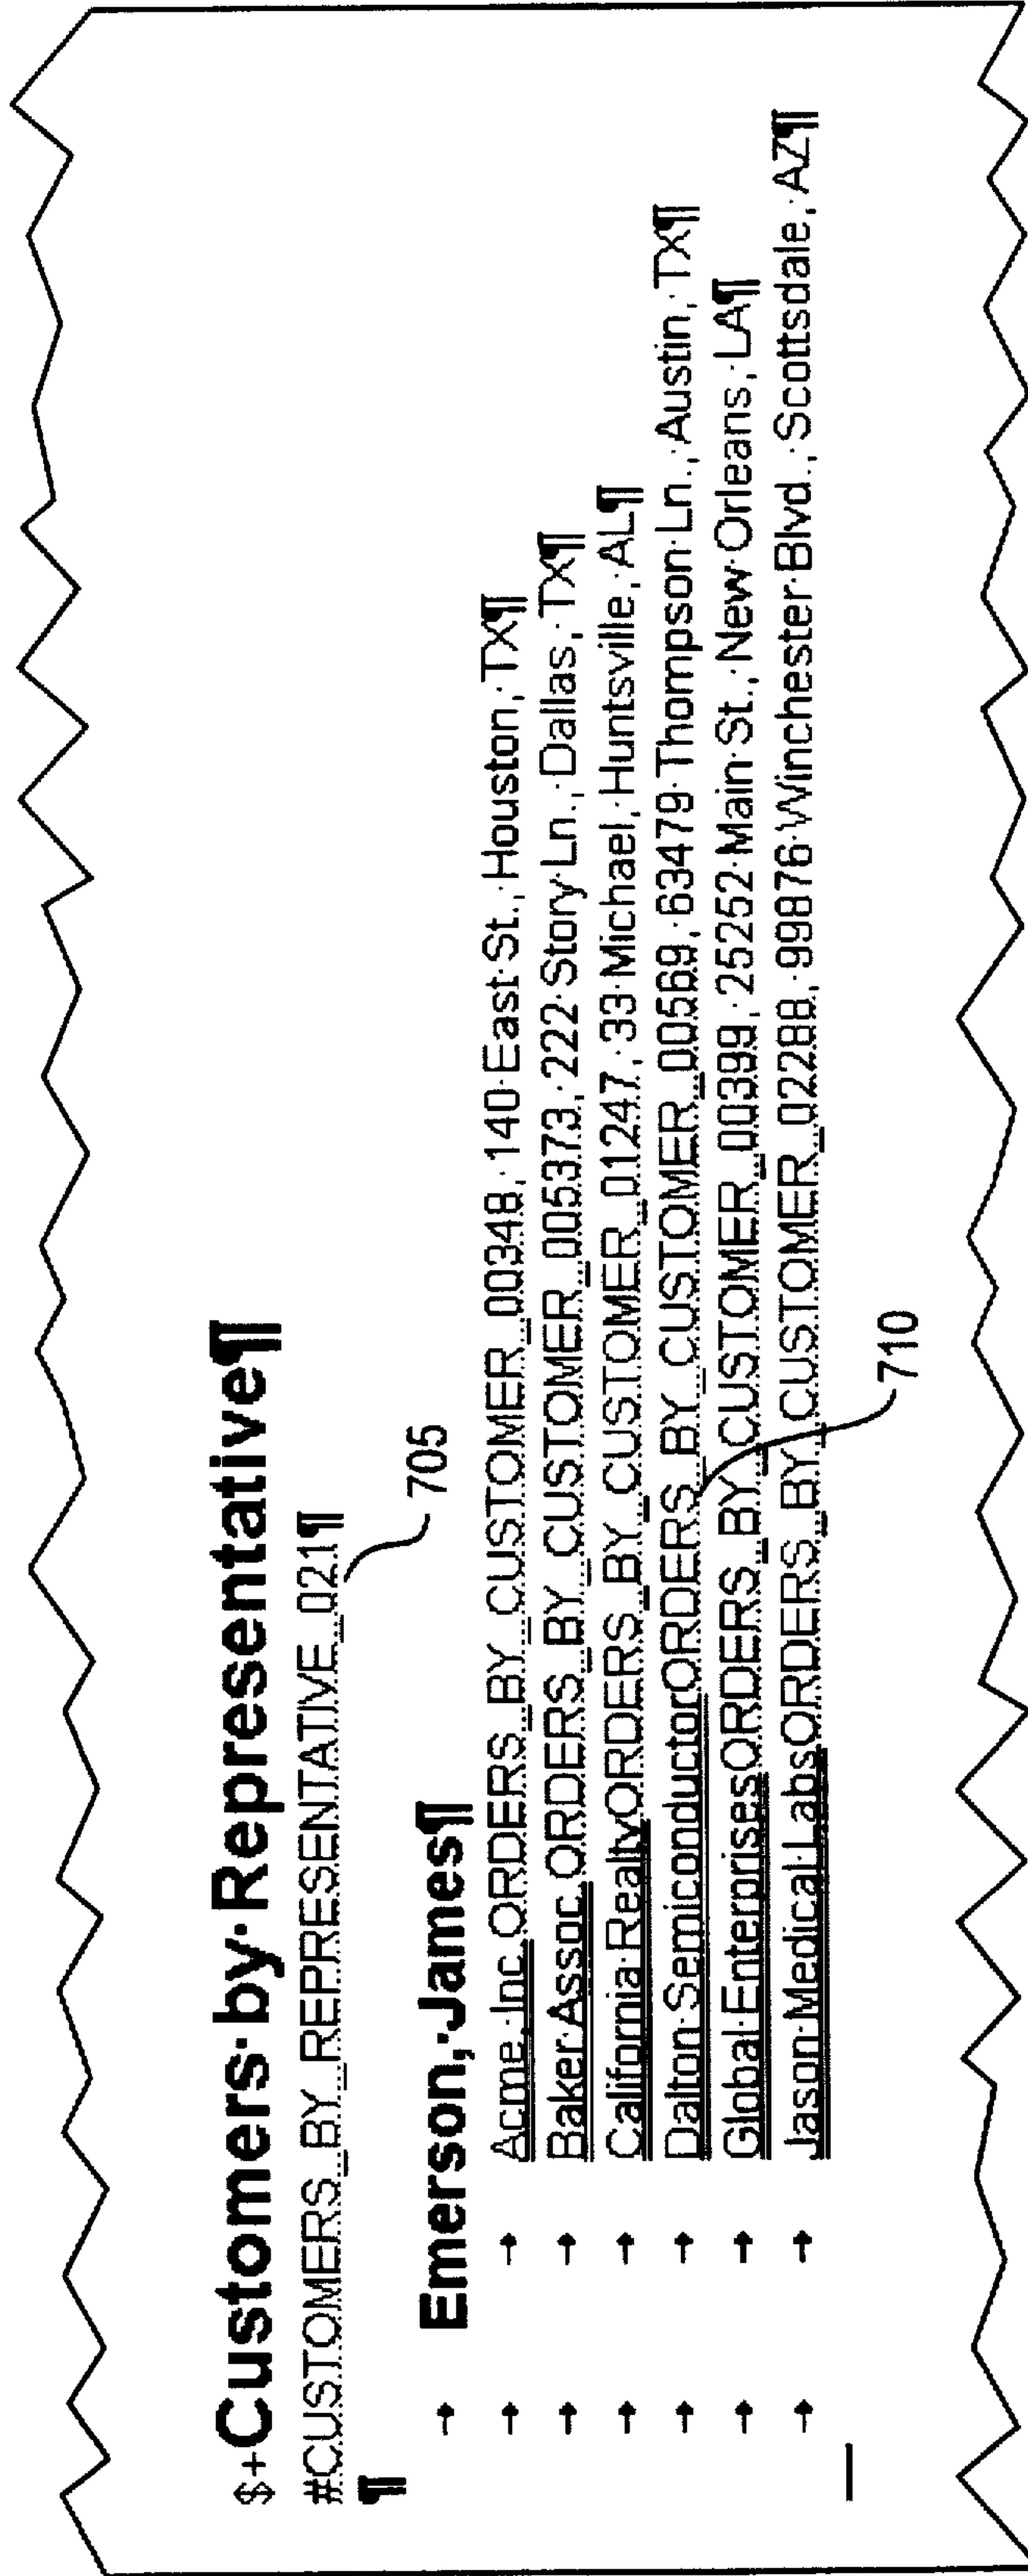 $+Customers·by·Representative¶
#CUSTOMERS_BY_REPRESENTATIVE_021¶
705
¶
→ Emerson,·James¶
→ → Acme,·Inc.ORDERS_BY_CUSTOMER_00348,·140·East·St.,·Houston,·TX¶
→ → Baker·Assoc.ORDERS_BY_CUSTOMER_005373,·222·Story·Ln.,·Dallas,·TX¶
→ → California·RealtyORDERS_BY_CUSTOMER_01247,·33·Michael,·Huntsville,·AL¶
→ → Dalton·SemiconductorORDERS_BY_CUSTOMER_00569,·63479·Thompson·Ln.,·Austin,·TX¶
→ → Global·EnterprisesORDERS_BY_CUSTOMER_00399,·25252·Main·St.,·New·Orleans,·LA¶
→ → Jason·Medical·LabsORDERS_BY_CUSTOMER_02288,·99876·Winchester·Blvd.,·Scottsdale,·AZ¶
710